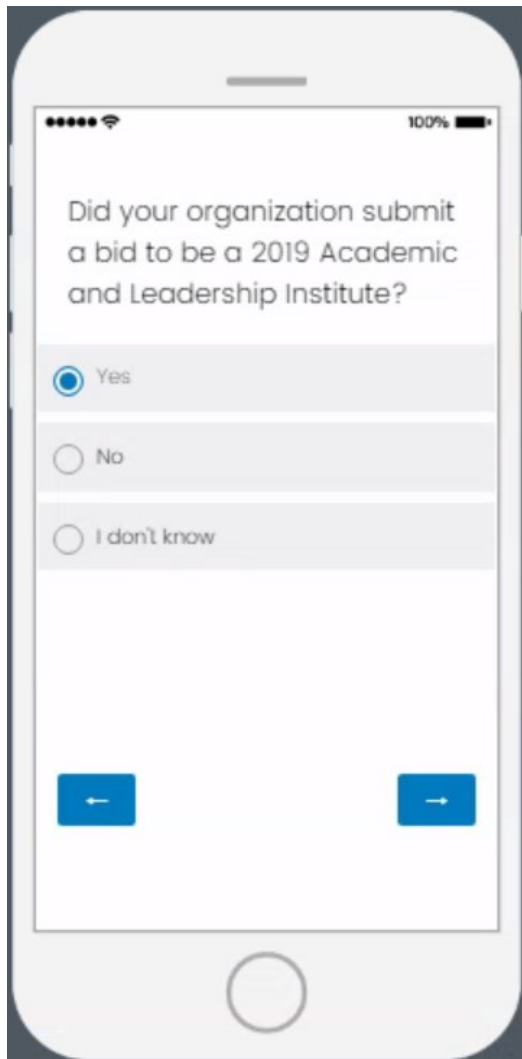 100%
Did your organization submit
a bid to be a 2019 Academic
and Leadership Institute?
Yes
No
I don't know
← →